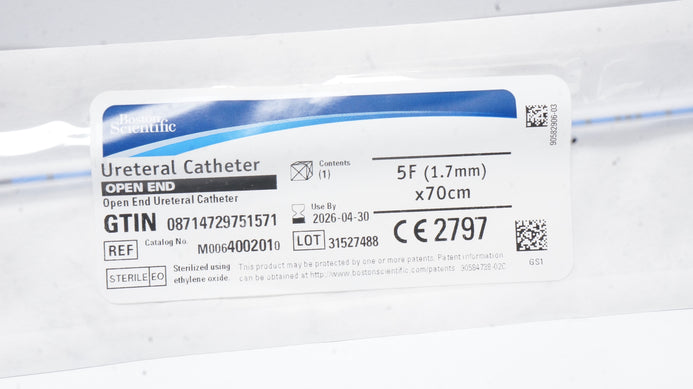 Boston
Scientific
Ureteral Catheter
OPEN END
Open End Ureteral Catheter
GTIN 08714729751571
REF Catalog No. M0064002010
STERILE EO Sterilized using
ethylene oxide.
Contents
(1)
Use By
2026-04-30
LOT 31527488
5F (1.7mm)
x70cm
CE 2797
This product may be protected by one or more patents. Patent information
can be obtained at http://www.bostonscientific.com/patents 90584788-02C
90582906-03
GS1